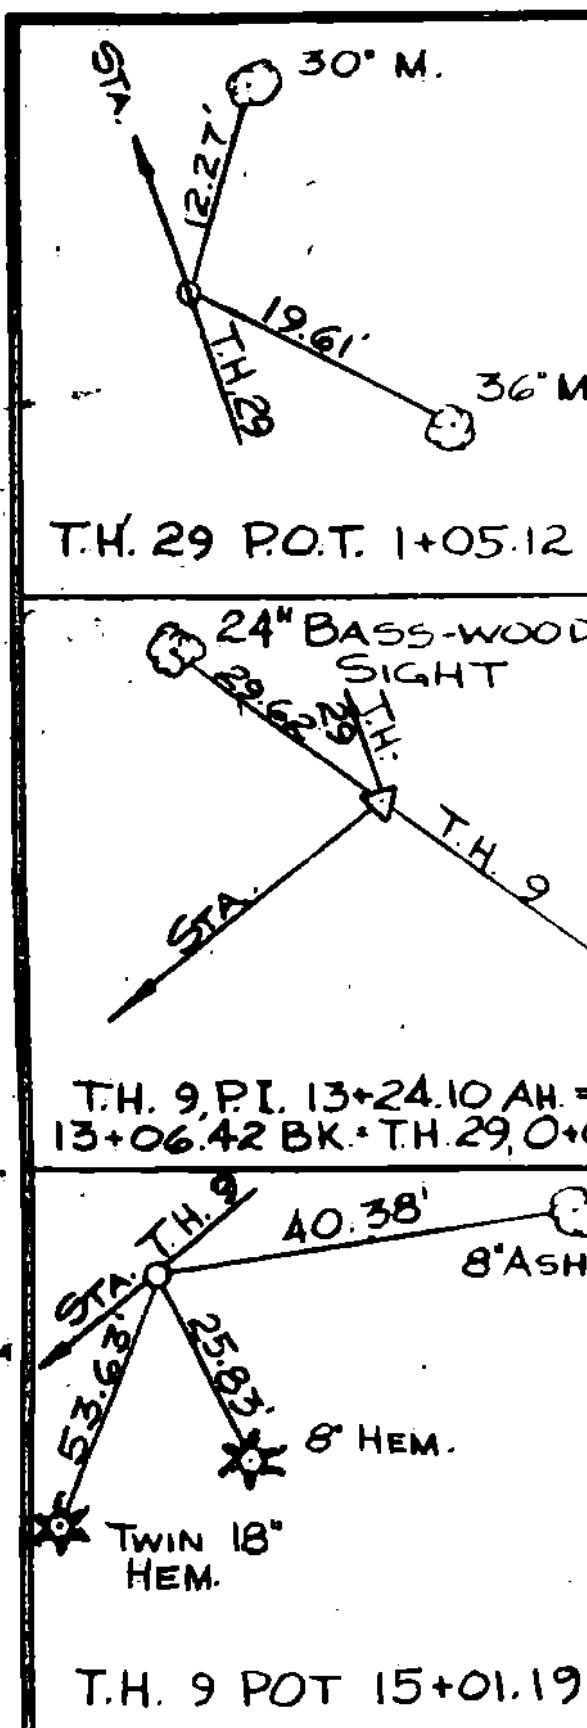 30" M.
STA.
12.27'
19.61'
T.H. 29
36" M
T.H. 29 P.O.T. 1+05.12
24" BASS-WOOD
SIGHT
29.62'
T.H. 29
T.H. 9
STA.
T.H. 9, P.I. 13+24.10 AH. =
13+06.42 BK. = T.H. 29, 0+0
T.H. 9
40.38'
8" ASH
STA.
53.63'
25.83'
8" HEM.
TWIN 18"
HEM.
T.H. 9 POT 15+01.19